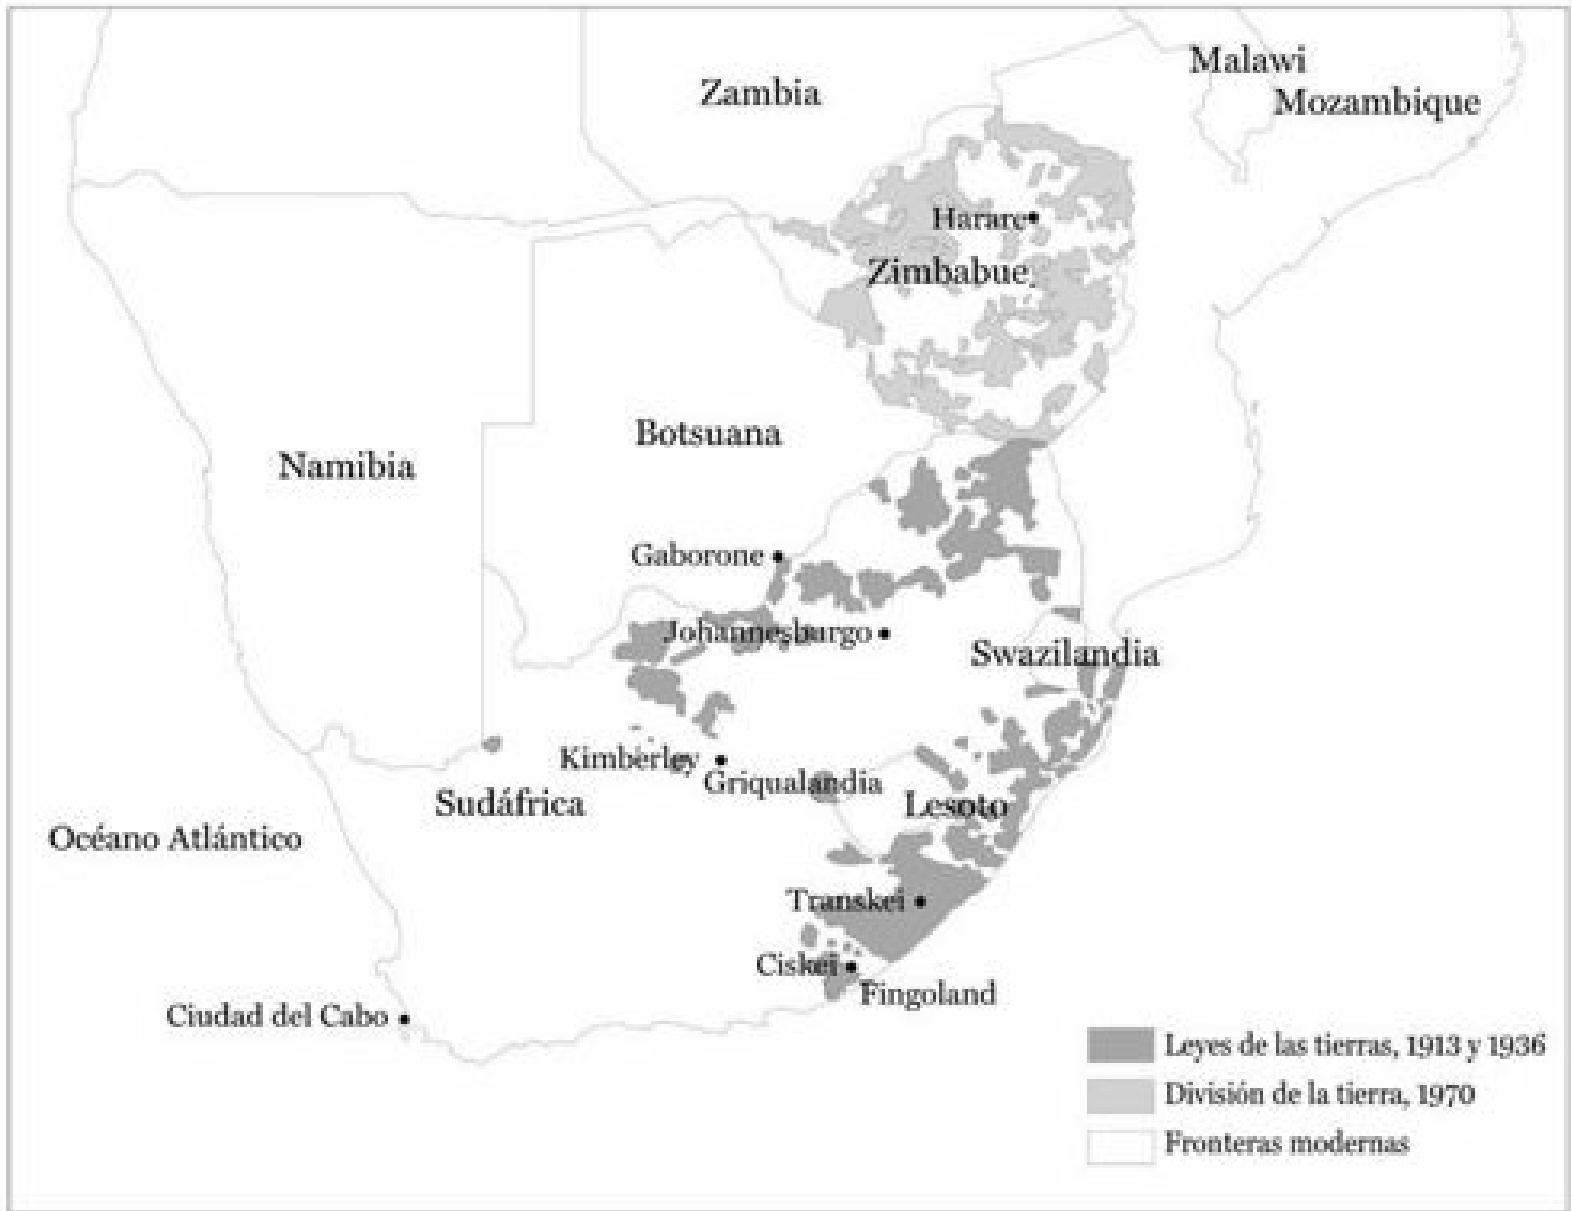 Malawi
Zambia
Mozambique
Harare
Zimbabue
Botsuana
Namibia
Gaborone
Johannesburgo
Swazilandia
Kimberley
Griqualandia
Sudáfrica
Lesoto
Océano Atlántico
Transkei
Ciskei
Fingoland
Ciudad del Cabo
Leyes de las tierras, 1913 y 1936
División de la tierra, 1970
Fronteras modernas